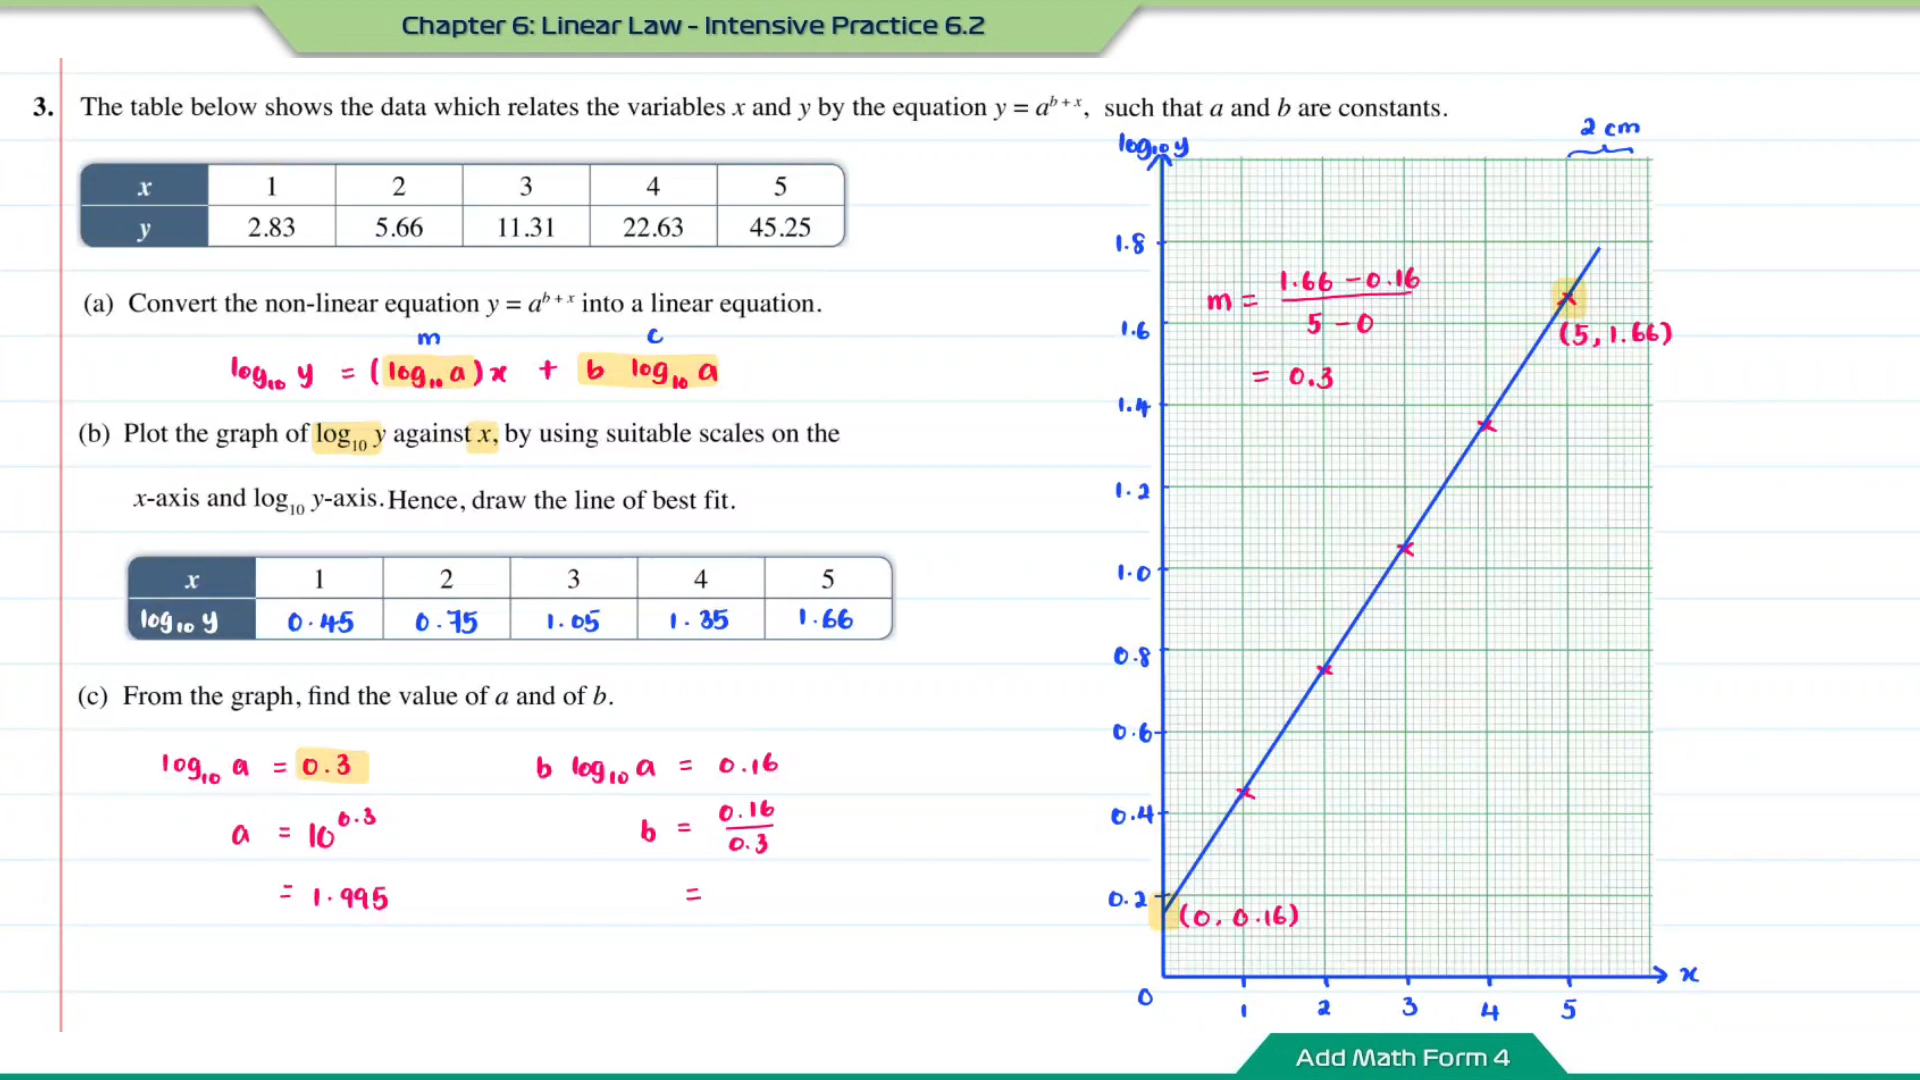 Chapter 6: Linear Law - Intensive Practice 6.2
3. The table below shows the data which relates the variables x and y by the equation y = a^(b + x), such that a and b are constants.
x 1 2 3 4 5
y 2.83 5.66 11.31 22.63 45.25
(a) Convert the non-linear equation y = a^(b + x) into a linear equation.
m c
log₁₀ y = (log₁₀ a)x + b log₁₀ a
(b) Plot the graph of log₁₀ y against x, by using suitable scales on the
x-axis and log₁₀ y-axis. Hence, draw the line of best fit.
x 1 2 3 4 5
log₁₀ y 0.45 0.75 1.05 1.35 1.66
(c) From the graph, find the value of a and of b.
log₁₀ a = 0.3
a = 10^0.3
= 1.995
b log₁₀ a = 0.16
b = 0.16/0.3
=
log₁₀ y
2 cm
1.8
1.6
1.4
1.2
1.0
0.8
0.6
0.4
0.2
0
m = (1.66 - 0.16)/(5 - 0)
= 0.3
(5, 1.66)
(0, 0.16)
x
1 2 3 4 5
Add Math Form 4